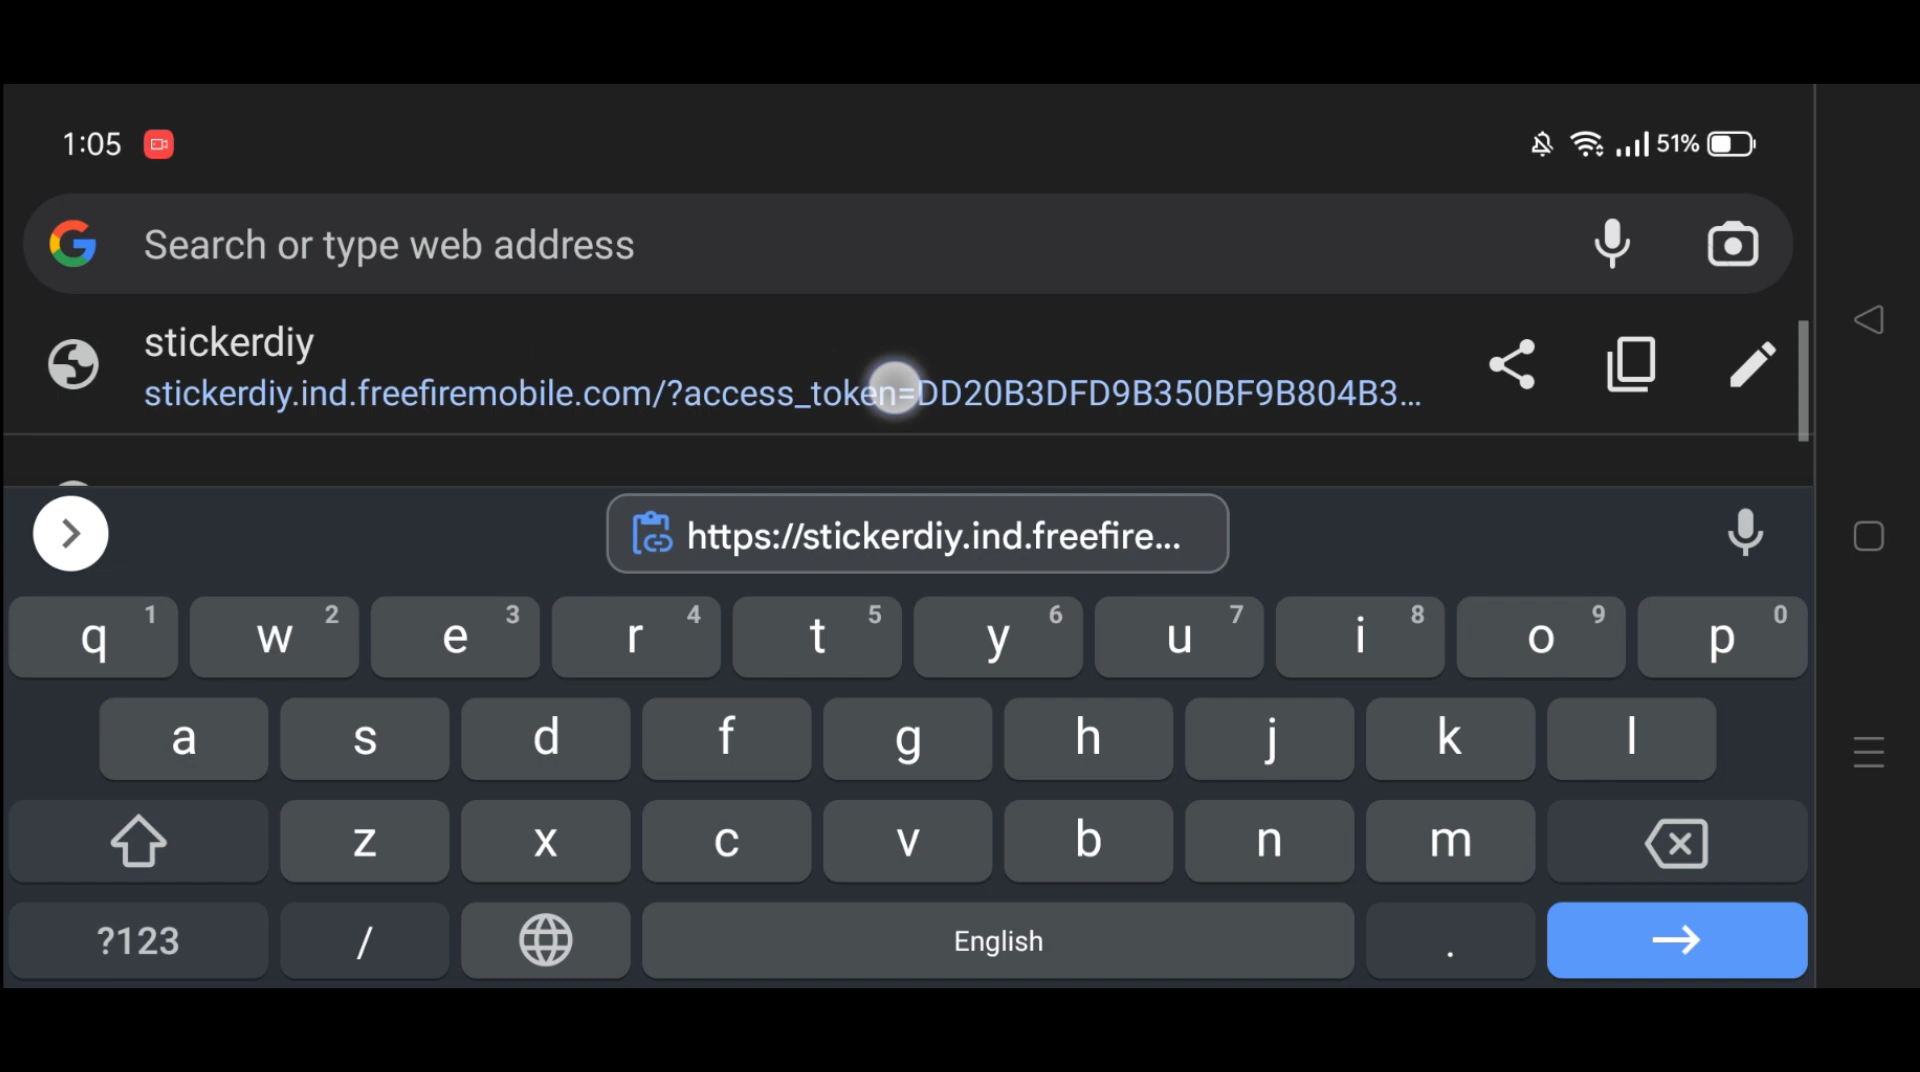 1:05
51%
Search or type web address
stickerdiy
stickerdiy.ind.freefiremobile.com/?access_token=DD20B3DFD9B350BF9B804B3...
https://stickerdiy.ind.freefire...
q 1 w 2 e 3 r 4 t 5 y 6 u 7 i 8 o 9 p 0
a s d f g h j k l
z x c v b n m
?123 / English .